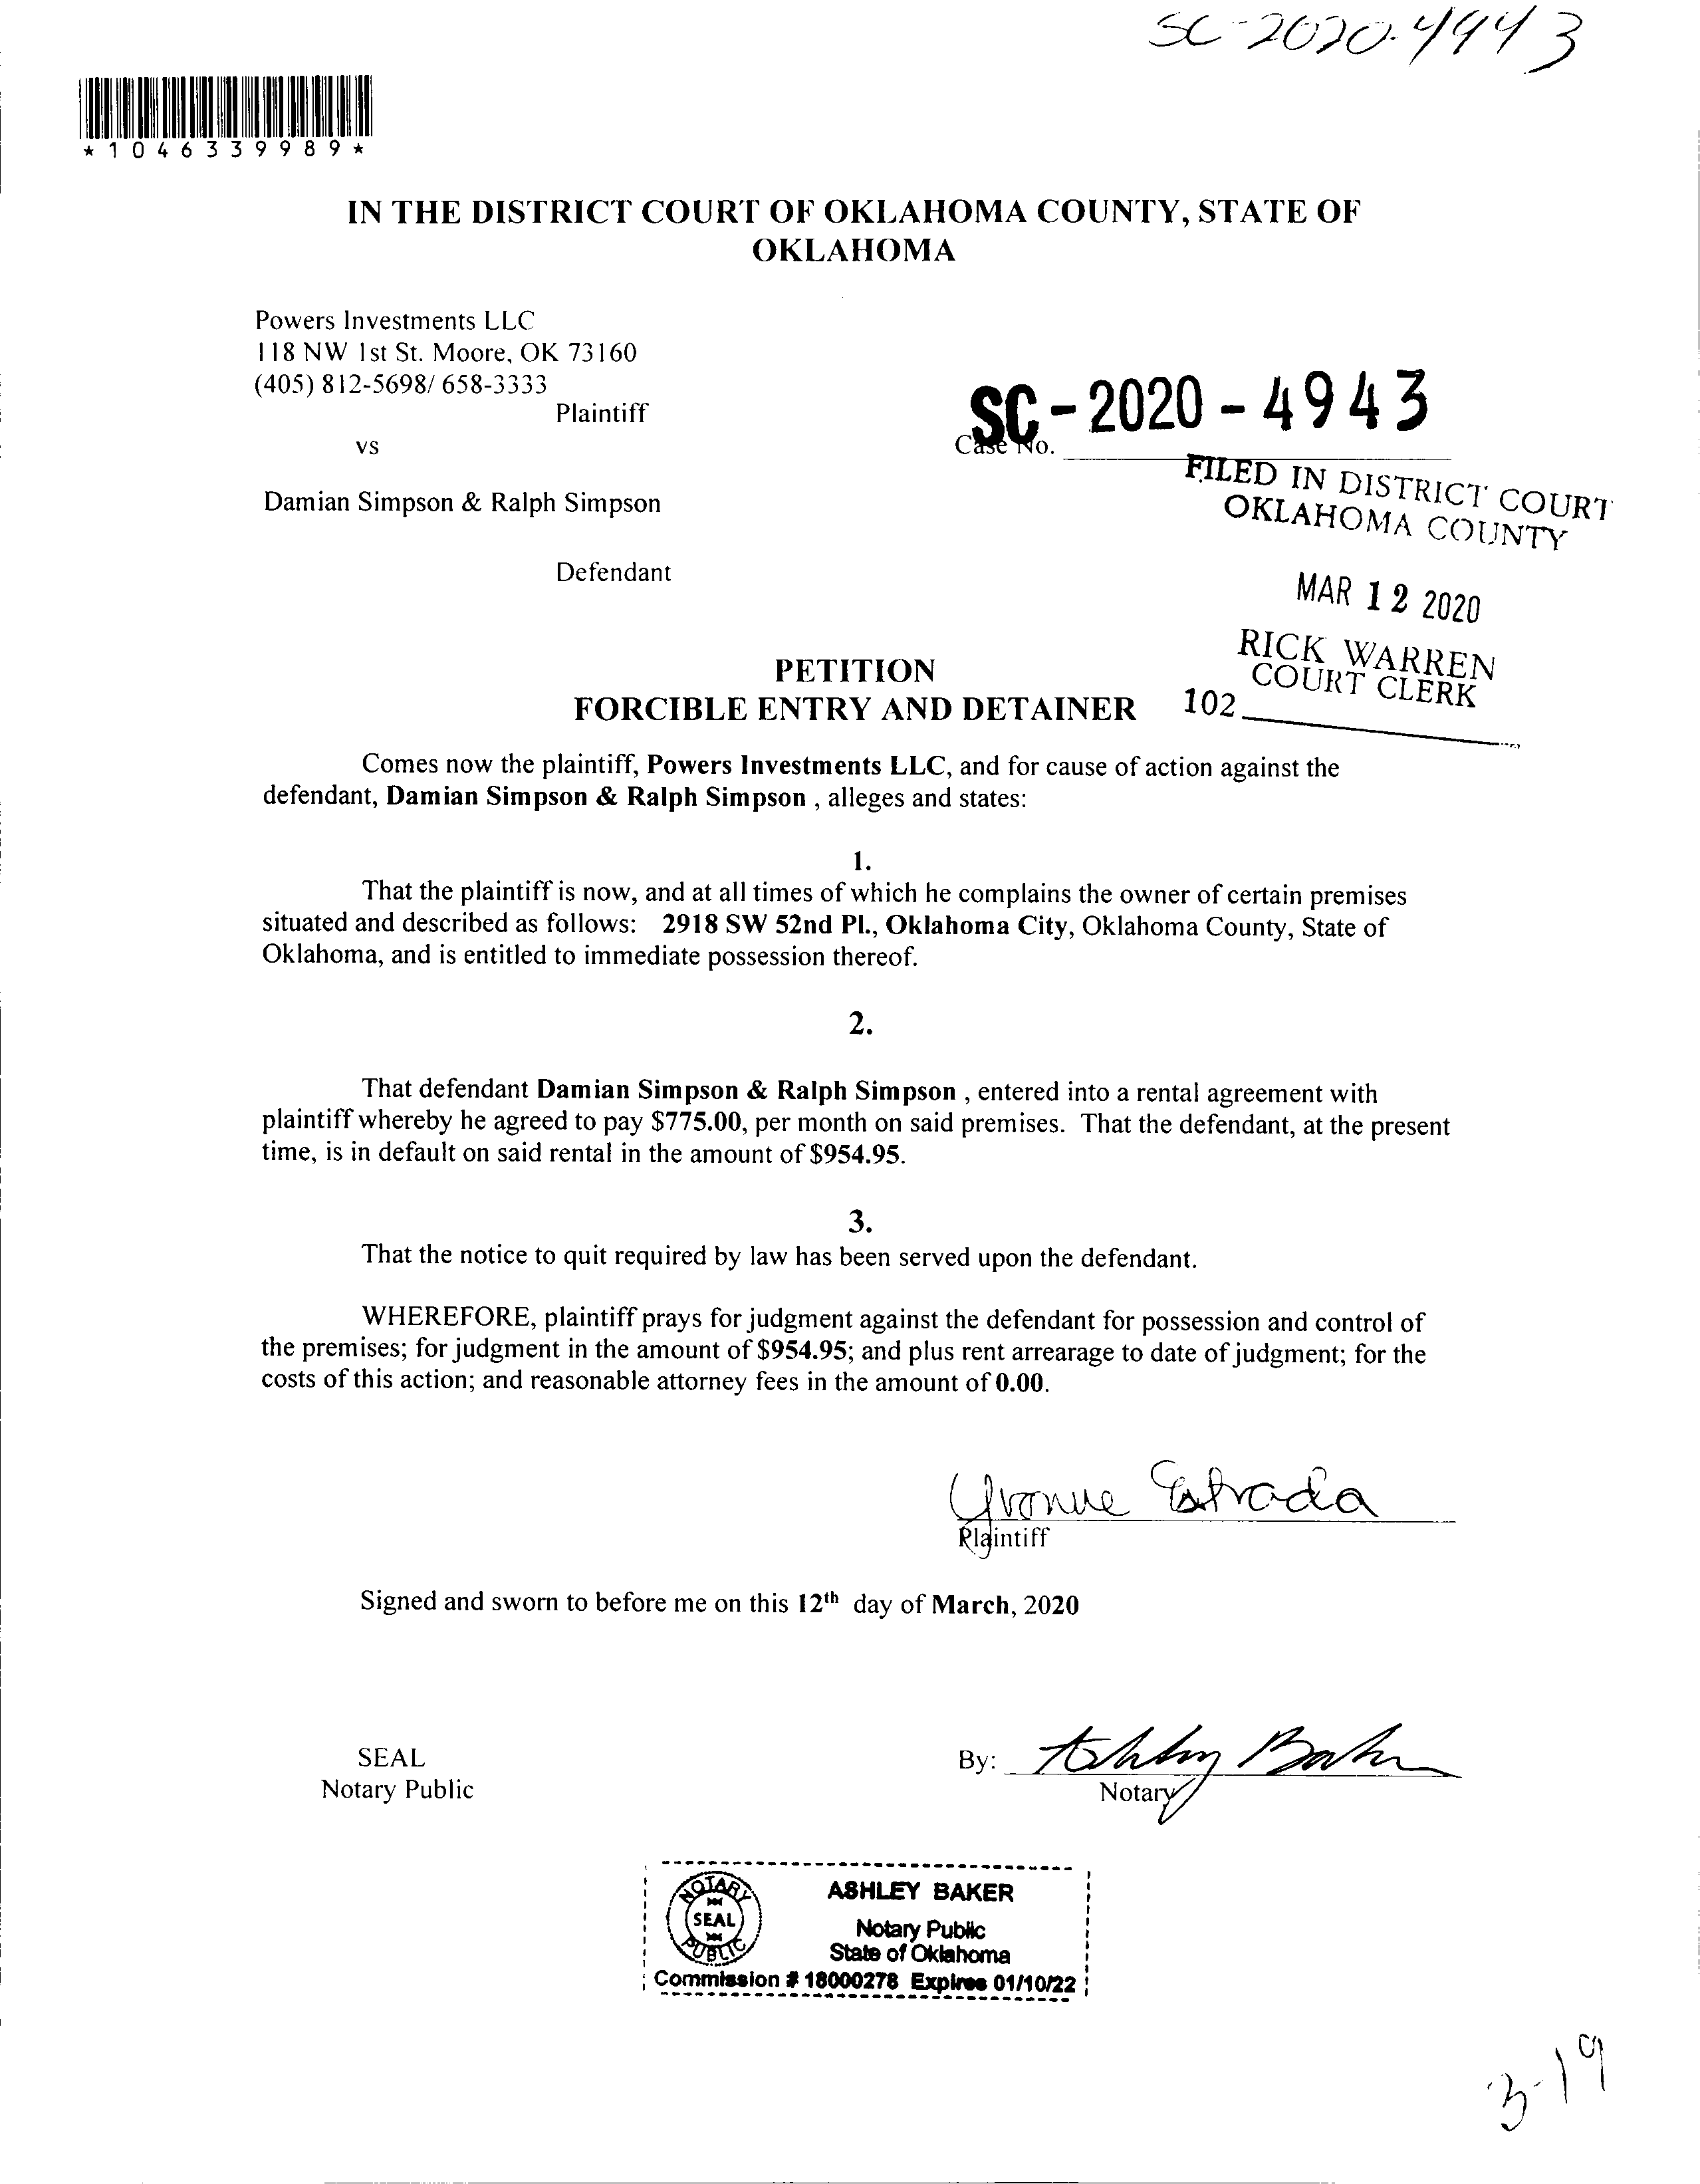 SC-2020-4943
*1046339989*
IN THE DISTRICT COURT OF OKLAHOMA COUNTY, STATE OF
OKLAHOMA
Powers Investments LLC
118 NW 1st St. Moore, OK 73160
(405) 812-5698/ 658-3333
Plaintiff
vs
SC-2020-4943
Case No.
Damian Simpson & Ralph Simpson
Defendant
FILED IN DISTRICT COURT
OKLAHOMA COUNTY
MAR 12 2020
RICK WARREN
COURT CLERK
102
PETITION
FORCIBLE ENTRY AND DETAINER
Comes now the plaintiff, Powers Investments LLC, and for cause of action against the
defendant, Damian Simpson & Ralph Simpson , alleges and states:
1.
That the plaintiff is now, and at all times of which he complains the owner of certain premises
situated and described as follows: 2918 SW 52nd Pl., Oklahoma City, Oklahoma County, State of
Oklahoma, and is entitled to immediate possession thereof.
2.
That defendant Damian Simpson & Ralph Simpson , entered into a rental agreement with
plaintiff whereby he agreed to pay $775.00, per month on said premises. That the defendant, at the present
time, is in default on said rental in the amount of $954.95.
3.
That the notice to quit required by law has been served upon the defendant.
WHEREFORE, plaintiff prays for judgment against the defendant for possession and control of
the premises; for judgment in the amount of $954.95; and plus rent arrearage to date of judgment; for the
costs of this action; and reasonable attorney fees in the amount of 0.00.
Yvonne Estrada
Plaintiff
Signed and sworn to before me on this 12th day of March, 2020
SEAL
Notary Public
By: Ashley Baker
Notary
NOTARY
SEAL
PUBLIC
ASHLEY BAKER
Notary Public
State of Oklahoma
Commission # 18000278 Expires 01/10/22
3-19